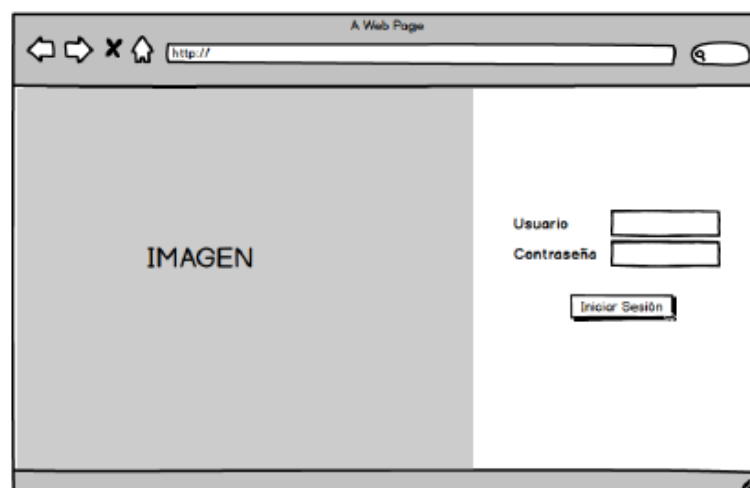 A Web Page
http://
IMAGEN
Usuario
Contraseña
Iniciar Sesión